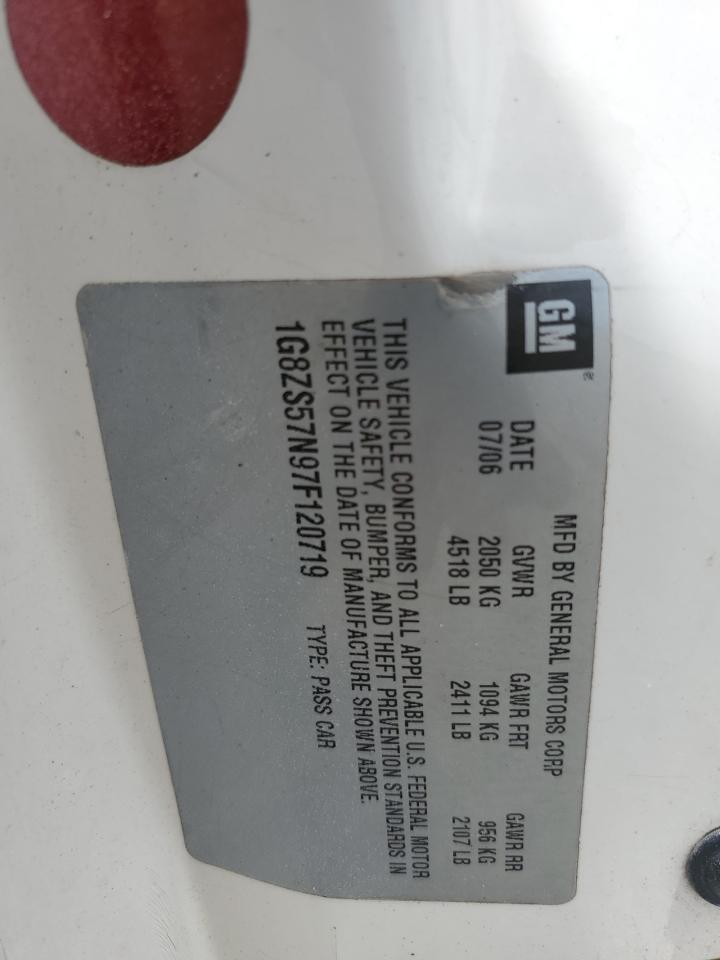 GM
MFD BY GENERAL MOTORS CORP
DATE GVWR GAWR FRT GAWR RR
07/06 2050 KG 1094 KG 956 KG
4518 LB 2411 LB 2107 LB
THIS VEHICLE CONFORMS TO ALL APPLICABLE U.S. FEDERAL MOTOR
VEHICLE SAFETY, BUMPER, AND THEFT PREVENTION STANDARDS IN
EFFECT ON THE DATE OF MANUFACTURE SHOWN ABOVE.
1G8ZS57N97F120719 TYPE: PASS CAR